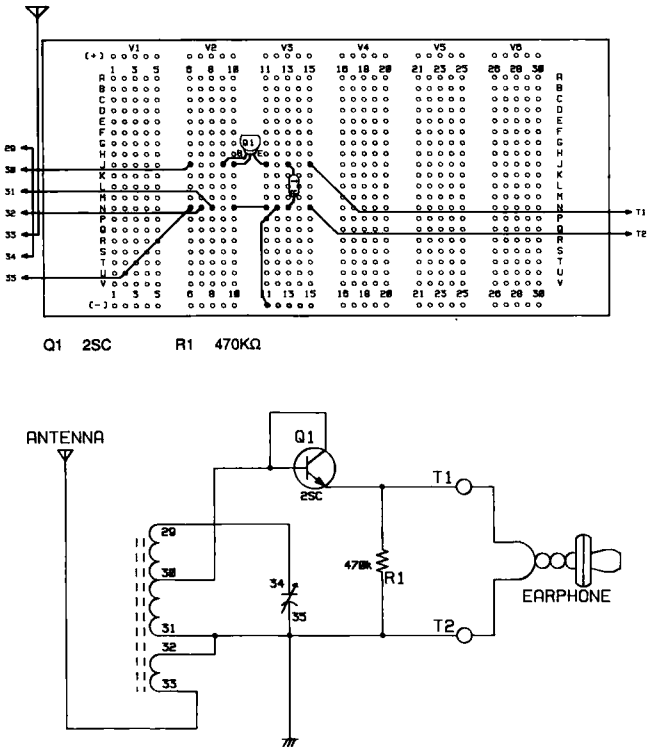 V1 V2 V3 V4 V5 V6
(+)
1 3 5 6 8 10 11 13 15 16 18 20 21 23 25 26 28 30
A A
B B
C C
D D
E E
F F
29 G G
Q1
H B E H
30 J J
K K
31 L R1 L
M M
32 N N T1
P P
33 Q Q T2
R R
34 S S
T T
35 U U
V V
1 3 5 6 8 10 11 13 15 16 18 20 21 23 25 26 28 30
(-)
Q1 2SC R1 470KΩ
ANTENNA
Q1
2SC
T1
29
30
34
35
470k
R1
EARPHONE
31
T2
32
33